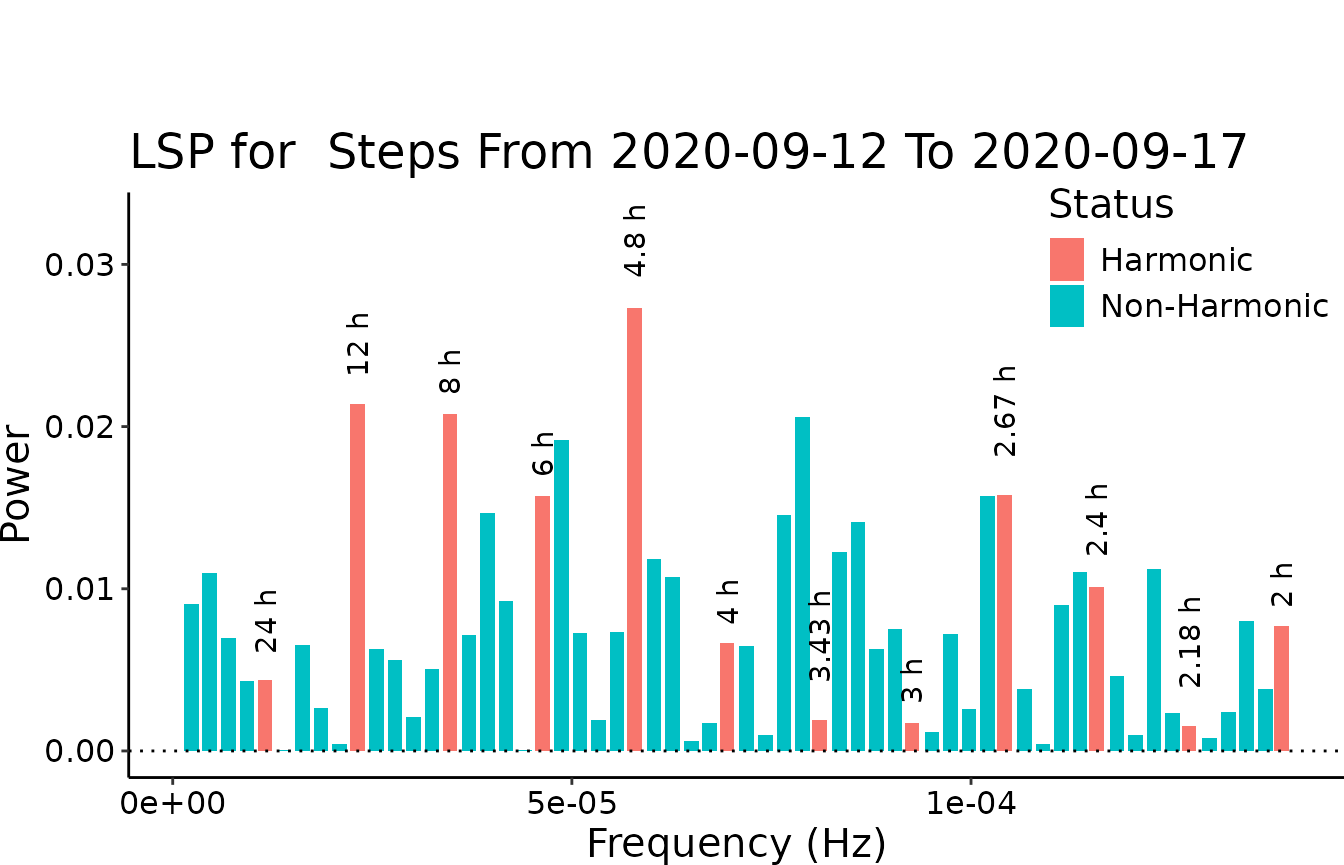 LSP for  Steps From 2020-09-12 To 2020-09-17
Status
Harmonic
Non-Harmonic
Power
0.03
0.02
0.01
0.00
24 h
12 h
8 h
6 h
4.8 h
4 h
3.43 h
3 h
2.67 h
2.4 h
2.18 h
2 h
0e+00
5e-05
1e-04
Frequency (Hz)